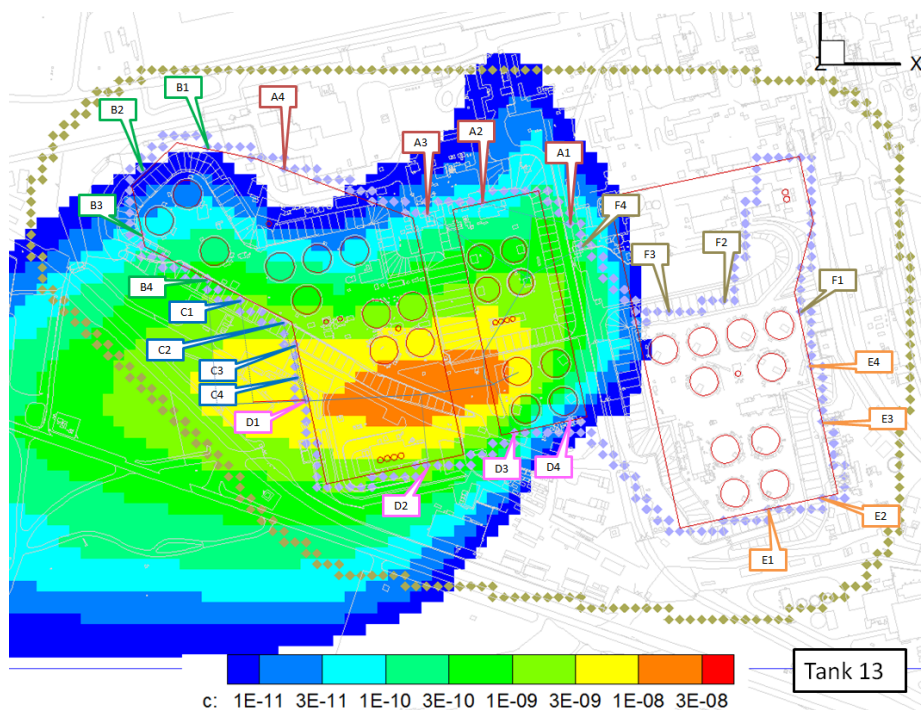 Z X
B1
A4
B2
A2
A3
A1
B3
F4
F2
F3
B4
F1
C1
C2
E4
C3
C4
D1
E3
D3
D4
D2
E2
E1
Tank 13
c: 1E-11 3E-11 1E-10 3E-10 1E-09 3E-09 1E-08 3E-08